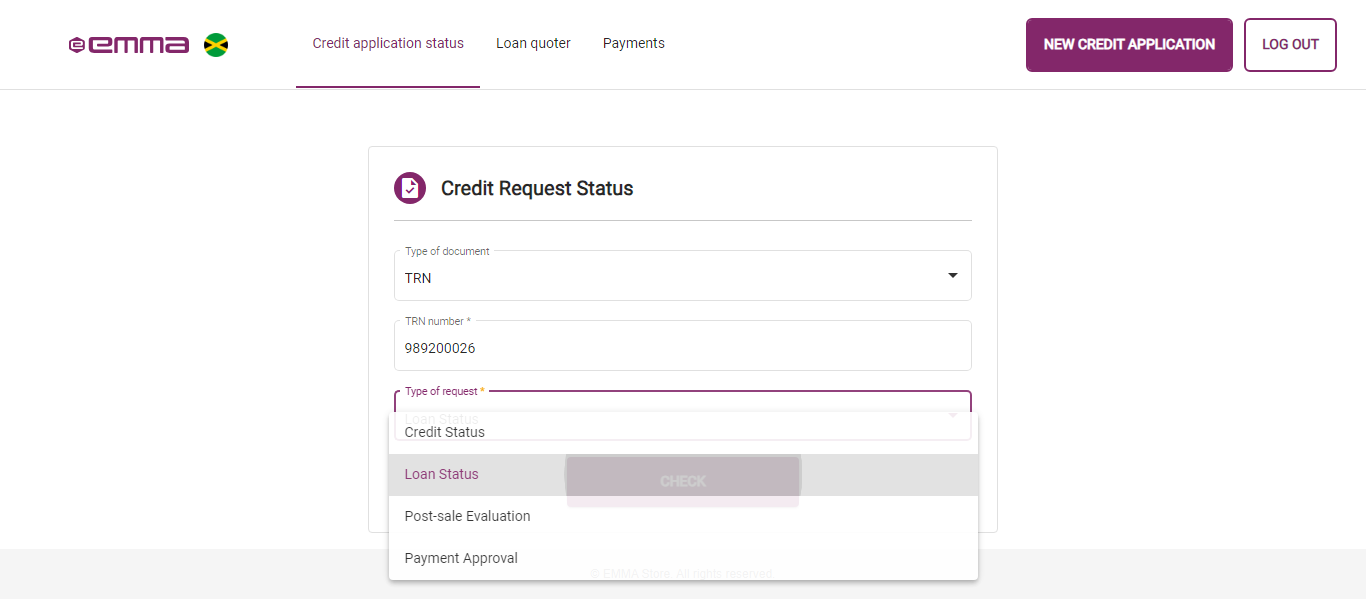 emma
Credit application status
Loan quoter
Payments
NEW CREDIT APPLICATION
LOG OUT
Credit Request Status
Type of document
TRN
TRN number *
989200026
Type of request *
Loan Status
Credit Status
Loan Status
CHECK
Post-sale Evaluation
Payment Approval
© EMMA Store. All rights reserved